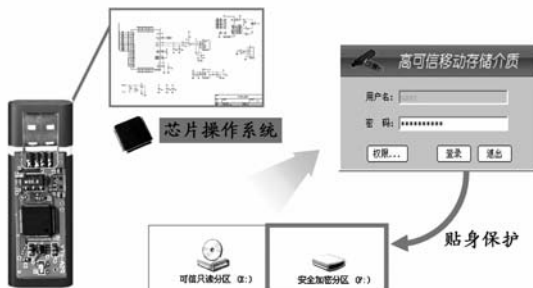 芯片操作系统
高可信移动存储介质
用户名:
密 码: **********
权限... 登录 退出
贴身保护
可信只读分区 (E:)
安全加密分区 (F:)